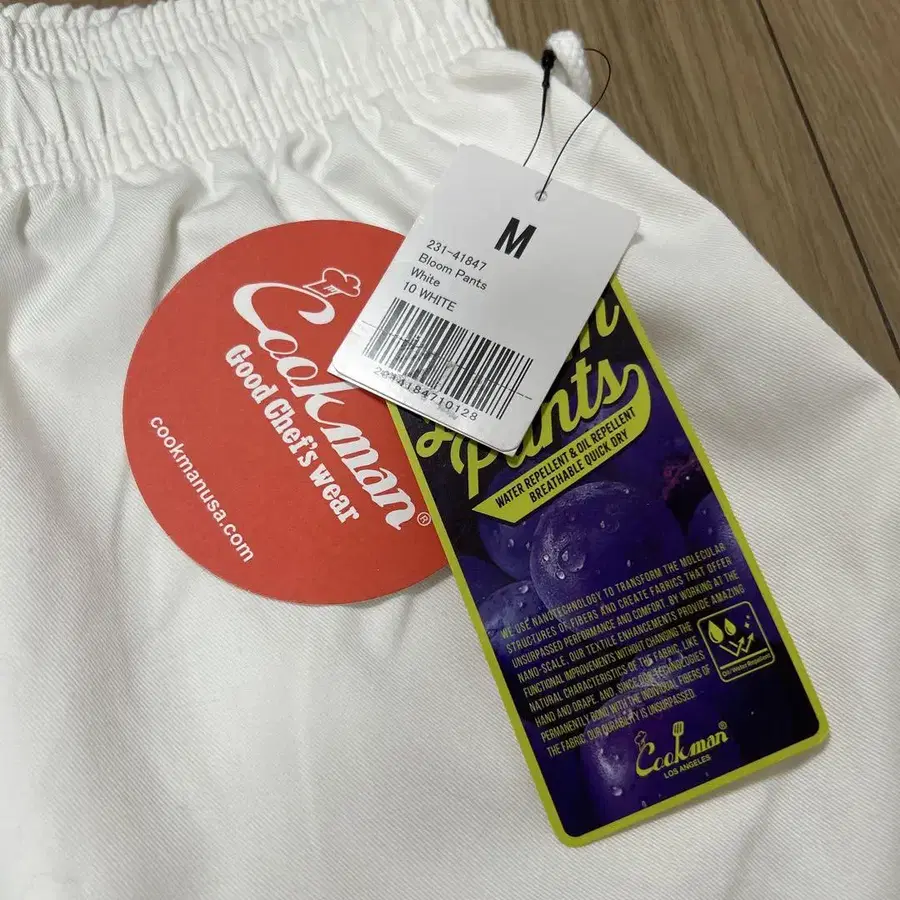 M
231-41847
Bloom Pants
White
10 WHITE
2314184710128
Cookman®
Good Chef's wear
cookmanusa.com
Pants
WATER REPELLENT & OIL REPELLENT
BREATHABLE QUICK DRY
WE USE NANOTECHNOLOGY TO TRANSFORM THE MOLECULAR
STRUCTURES OF FIBERS AND CREATE FABRICS THAT OFFER
UNSURPASSED PERFORMANCE AND COMFORT. BY WORKING AT THE
NANO-SCALE, OUR TEXTILE ENHANCEMENTS PROVIDE AMAZING
FUNCTIONAL IMPROVEMENTS WITHOUT CHANGING THE
NATURAL CHARACTERISTICS OF THE FABRIC, LIKE
HAND AND DRAPE. AND, SINCE OUR TECHNOLOGIES
PERMANENTLY BOND WITH THE INDIVIDUAL FIBERS OF
THE FABRIC, OUR DURABILITY IS UNSURPASSED.
Oil/Water Repellent
Cookman®
LOS ANGELES